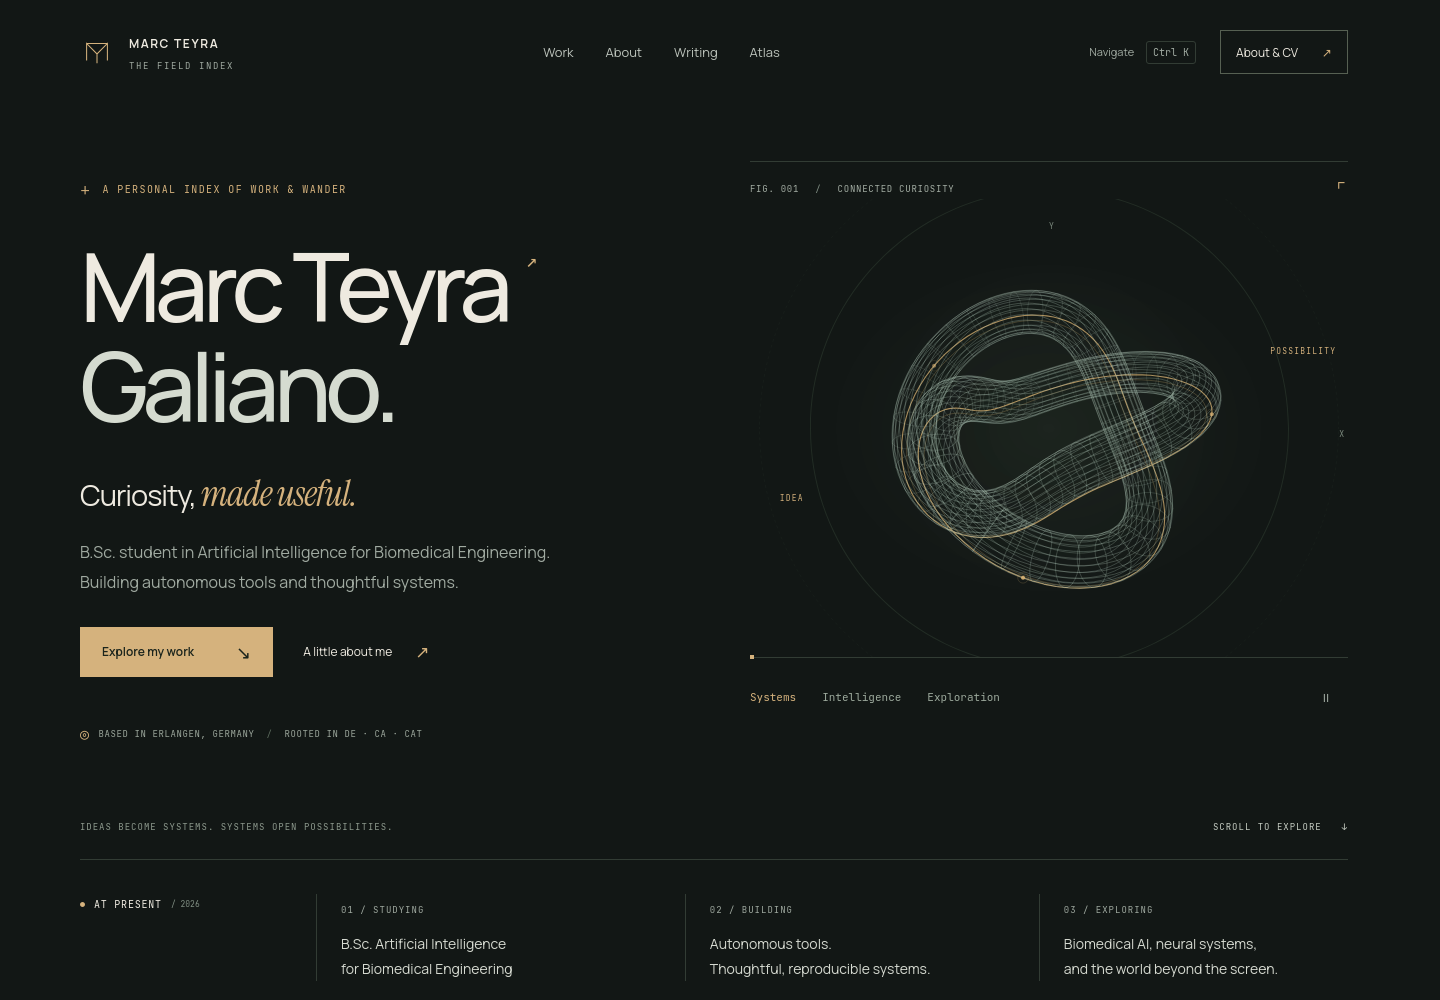 MARC TEYRA
THE FIELD INDEX
Work
About
Writing
Atlas
Navigate
Ctrl K
About & CV ↗
+ A PERSONAL INDEX OF WORK & WANDER
Marc Teyra ↗
Galiano.
Curiosity, made useful.
B.Sc. student in Artificial Intelligence for Biomedical Engineering.
Building autonomous tools and thoughtful systems.
Explore my work ↘
A little about me ↗
◎ BASED IN ERLANGEN, GERMANY / ROOTED IN DE · CA · CAT
FIG. 001 / CONNECTED CURIOSITY
Y
POSSIBILITY
X
IDEA
Systems
Intelligence
Exploration
IDEAS BECOME SYSTEMS. SYSTEMS OPEN POSSIBILITIES.
SCROLL TO EXPLORE ↓
AT PRESENT / 2026
01 / STUDYING
B.Sc. Artificial Intelligence
for Biomedical Engineering
02 / BUILDING
Autonomous tools.
Thoughtful, reproducible systems.
03 / EXPLORING
Biomedical AI, neural systems,
and the world beyond the screen.